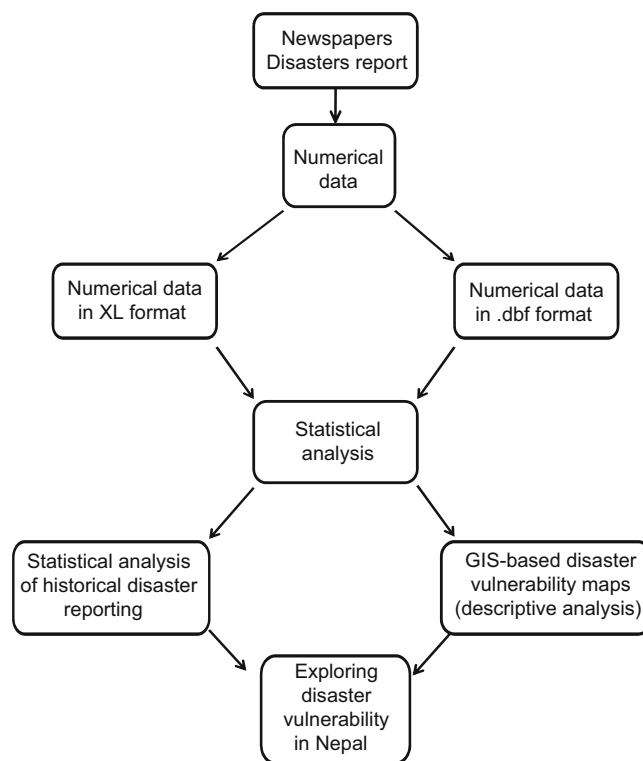 Newspapers
Disasters report
Numerical
data
Numerical data
in XL format
Numerical data
in .dbf format
Statistical
analysis
Statistical analysis
of historical disaster
reporting
GIS-based disaster
vulnerability maps
(descriptive analysis)
Exploring
disaster
vulnerability
in Nepal